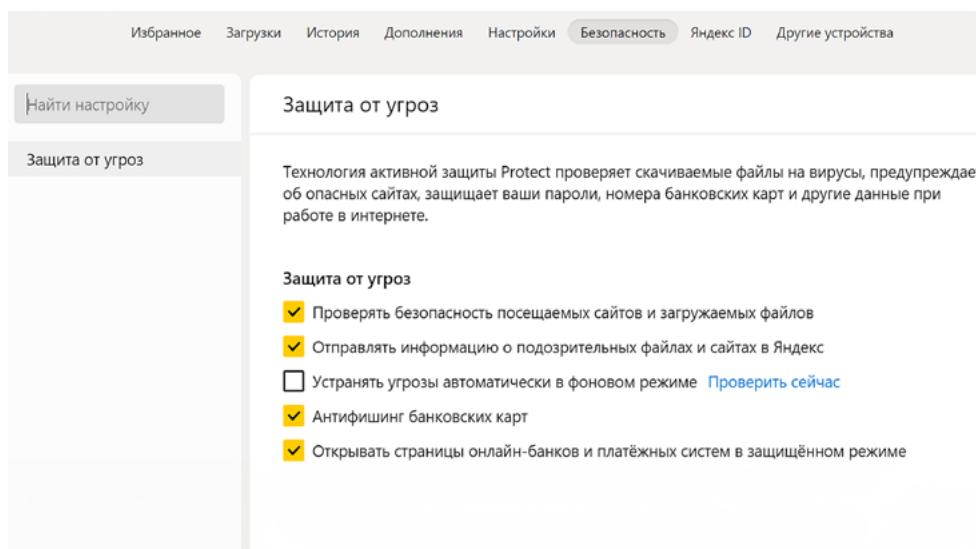 Избранное Загрузки История Дополнения Настройки Безопасность Яндекс ID Другие устройства
Найти настройку
Защита от угроз
Защита от угроз
Технология активной защиты Protect проверяет скачиваемые файлы на вирусы, предупреждае
об опасных сайтах, защищает ваши пароли, номера банковских карт и другие данные при
работе в интернете.
Защита от угроз
Проверять безопасность посещаемых сайтов и загружаемых файлов
Отправлять информацию о подозрительных файлах и сайтах в Яндекс
Устранять угрозы автоматически в фоновом режиме Проверить сейчас
Антифишинг банковских карт
Открывать страницы онлайн-банков и платёжных систем в защищённом режиме